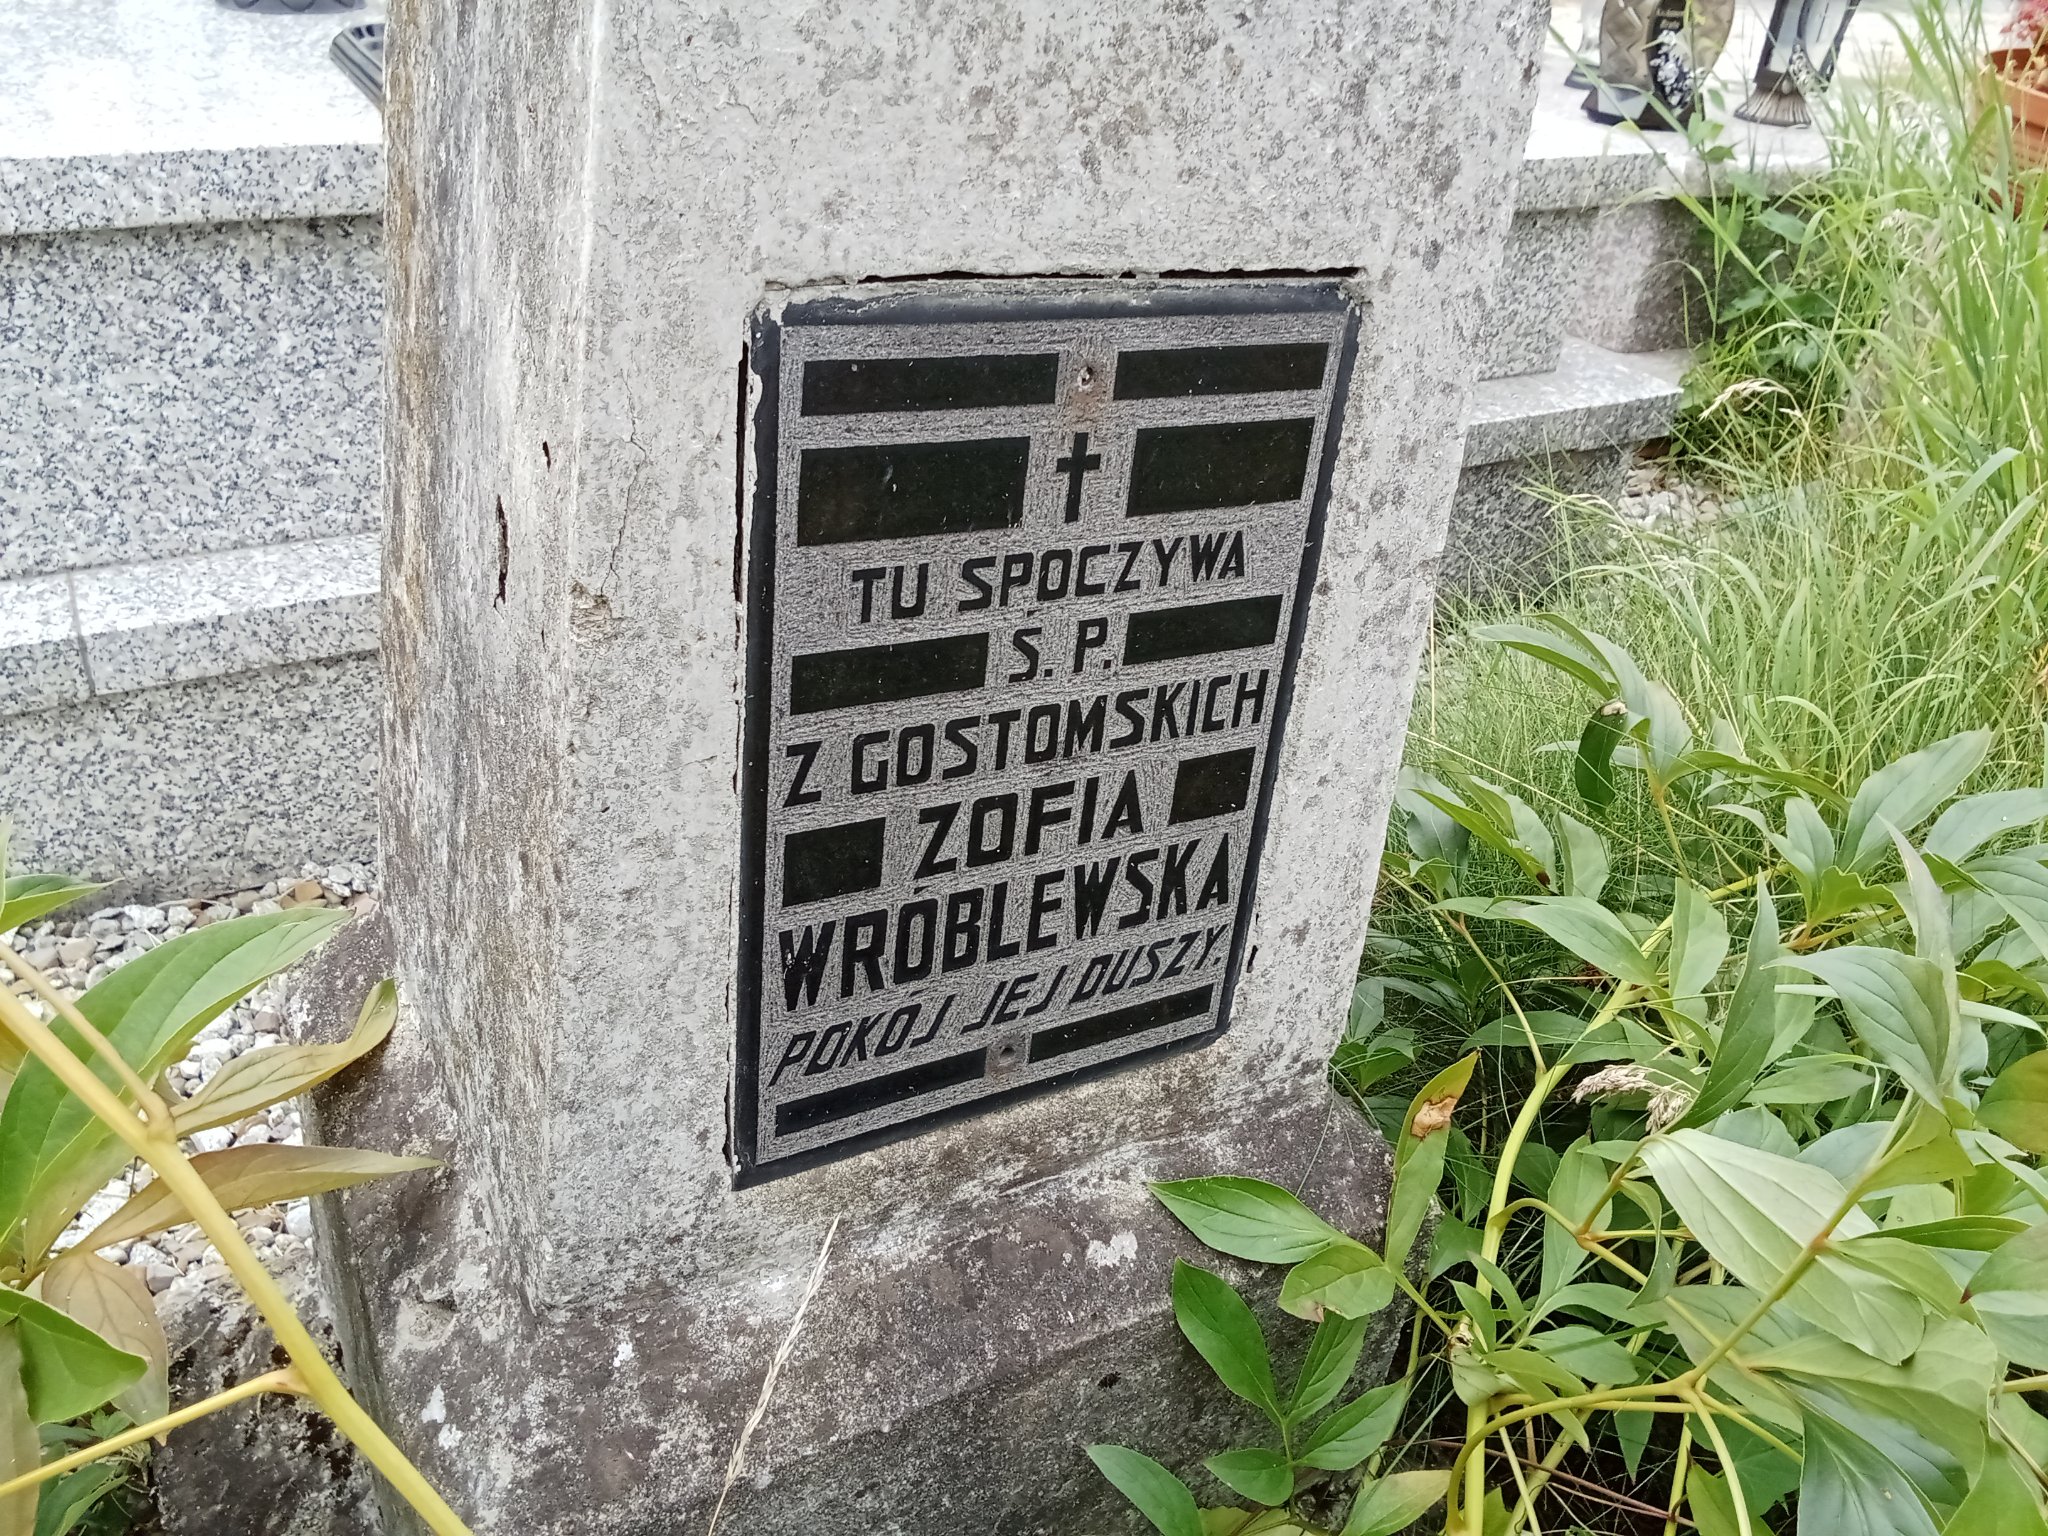 TU SPOCZYWA
Ś. P.
Z GOSTOMSKICH
ZOFIA
WRÓBLEWSKA
POKÓJ JEJ DUSZY.